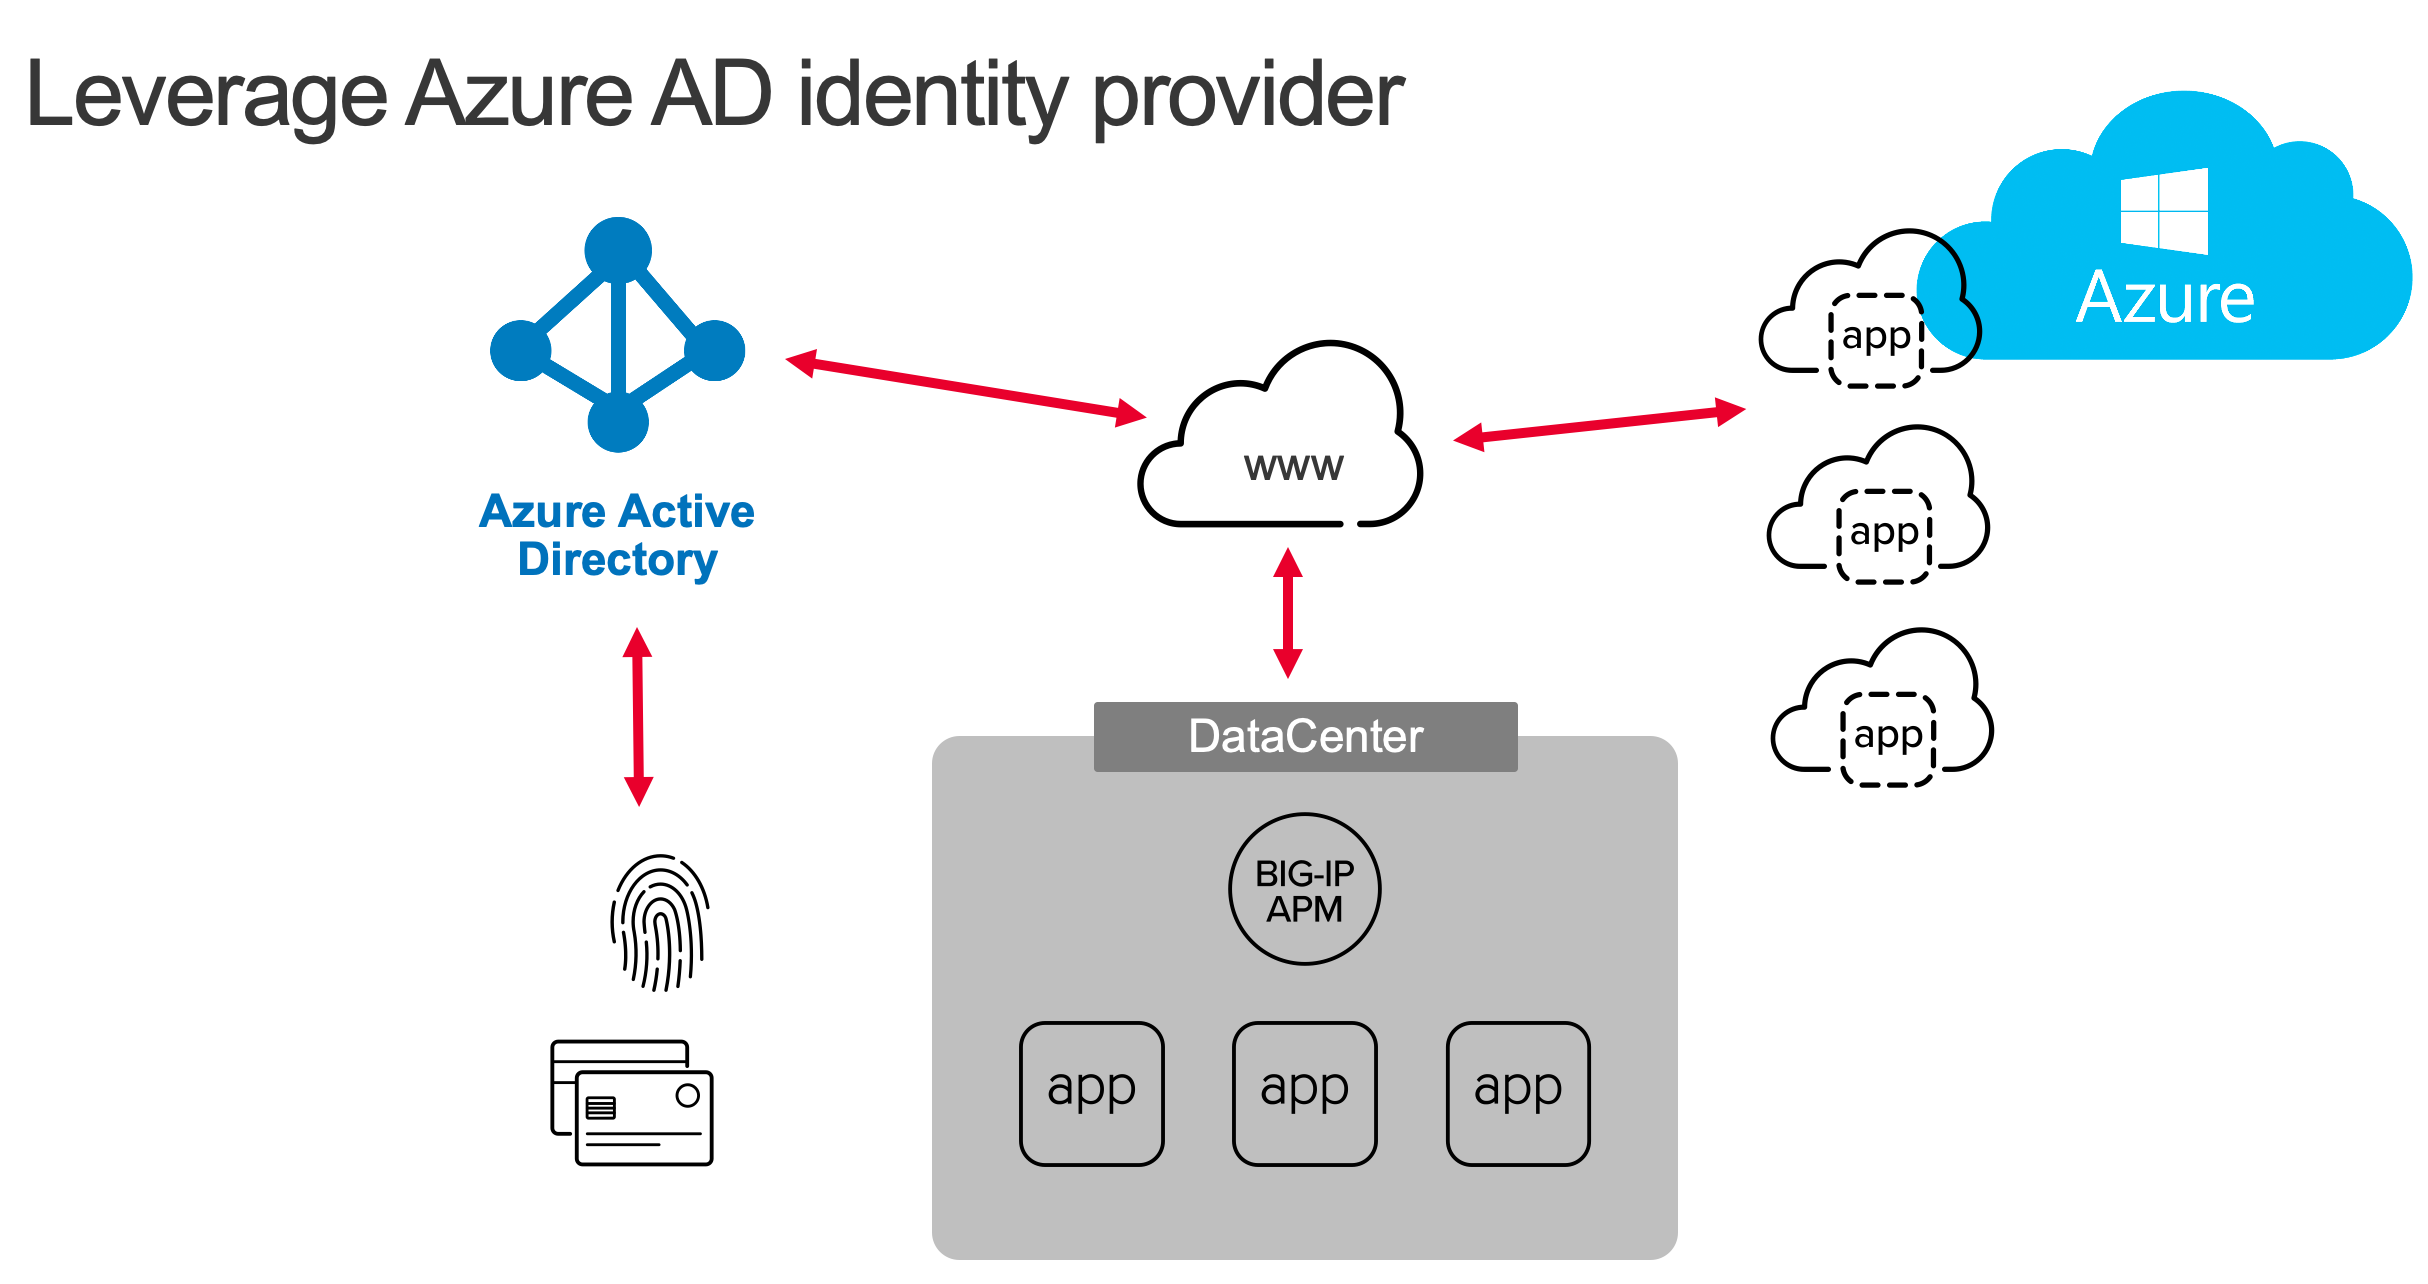 Leverage Azure AD identity provider
Azure
app
www
Azure Active
Directory
app
app
DataCenter
BIG-IP
APM
app
app
app